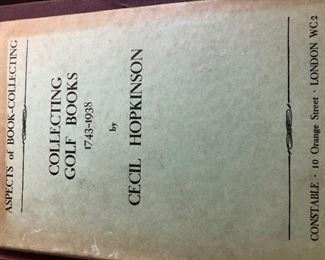 ASPECTS of BOOK-COLLECTING
COLLECTING
GOLF BOOKS
1743-1938
by
CECIL HOPKINSON
CONSTABLE · 10 Orange Street · LONDON WC2